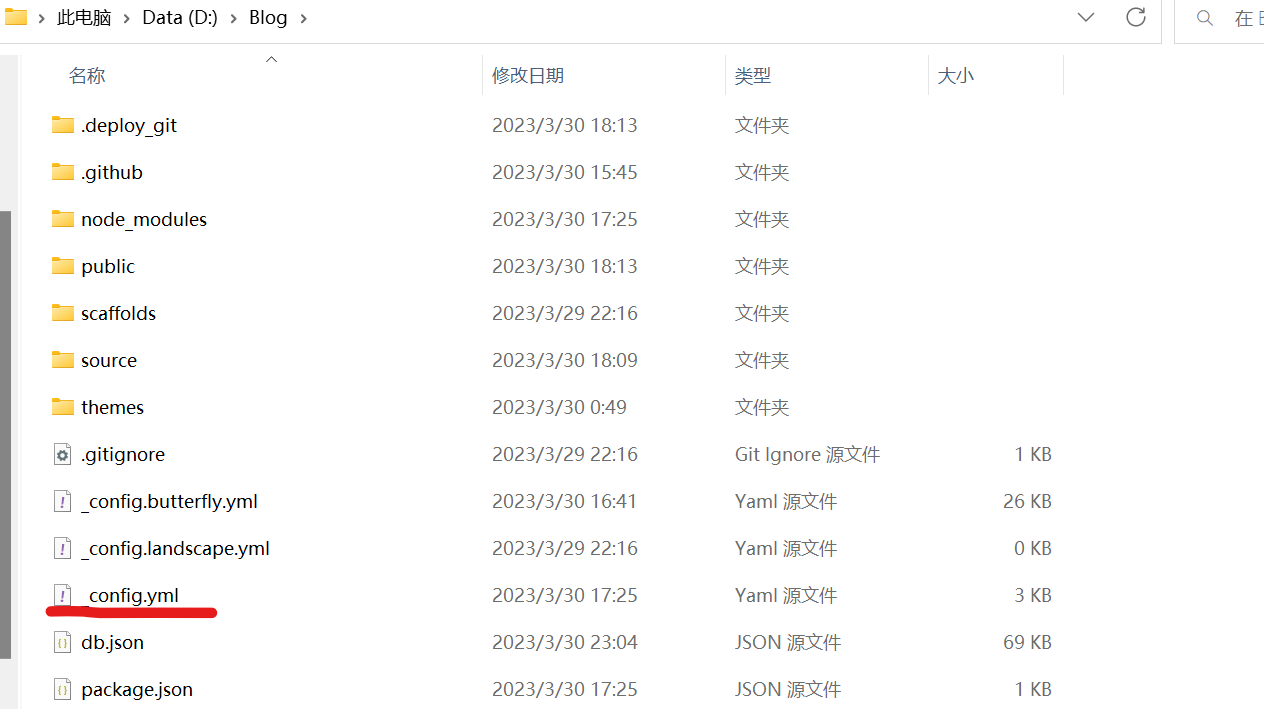 此电脑 › Data (D:) › Blog › 在 B
名称 修改日期 类型 大小
.deploy_git 2023/3/30 18:13 文件夹
.github 2023/3/30 15:45 文件夹
node_modules 2023/3/30 17:25 文件夹
public 2023/3/30 18:13 文件夹
scaffolds 2023/3/29 22:16 文件夹
source 2023/3/30 18:09 文件夹
themes 2023/3/30 0:49 文件夹
.gitignore 2023/3/29 22:16 Git Ignore 源文件 1 KB
_config.butterfly.yml 2023/3/30 16:41 Yaml 源文件 26 KB
_config.landscape.yml 2023/3/29 22:16 Yaml 源文件 0 KB
_config.yml 2023/3/30 17:25 Yaml 源文件 3 KB
db.json 2023/3/30 23:04 JSON 源文件 69 KB
package.json 2023/3/30 17:25 JSON 源文件 1 KB